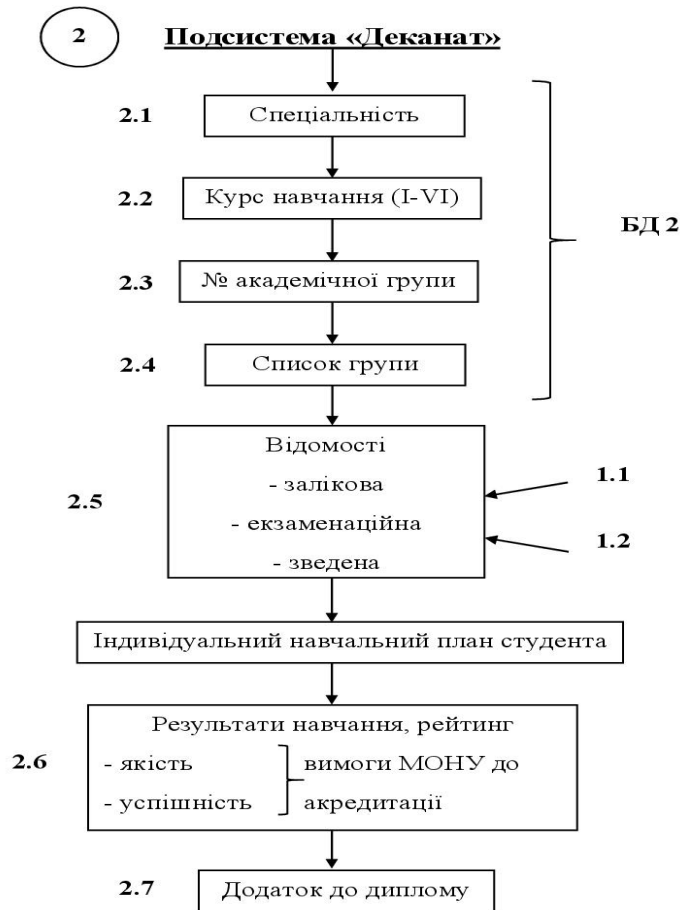 2
Подсистема «Деканат»
2.1
Спеціальність
2.2
Курс навчання (I-VI)
БД 2
2.3
№ академічної групи
2.4
Список групи
Відомості
- залікова
1.1
2.5
- екзаменаційна
1.2
- зведена
Індивідуальний навчальний план студента
Результати навчання, рейтинг
2.6
- якість
вимоги МОНУ до
- успішність
акредитації
2.7
Додаток до диплому